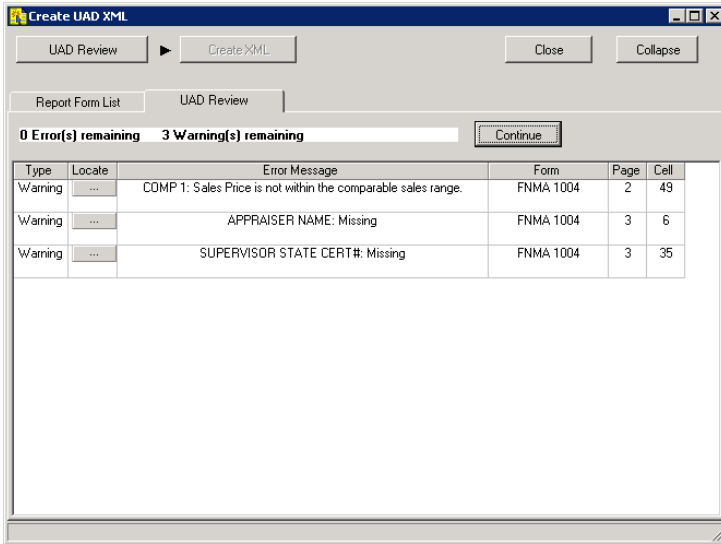 Create UAD XML
UAD Review Create XML Close Collapse
Report Form List UAD Review
0 Error(s) remaining 3 Warning(s) remaining Continue
Type Locate Error Message Form Page Cell
Warning ... COMP 1: Sales Price is not within the comparable sales range. FNMA 1004 2 49
Warning ... APPRAISER NAME: Missing FNMA 1004 3 6
Warning ... SUPERVISOR STATE CERT#: Missing FNMA 1004 3 35